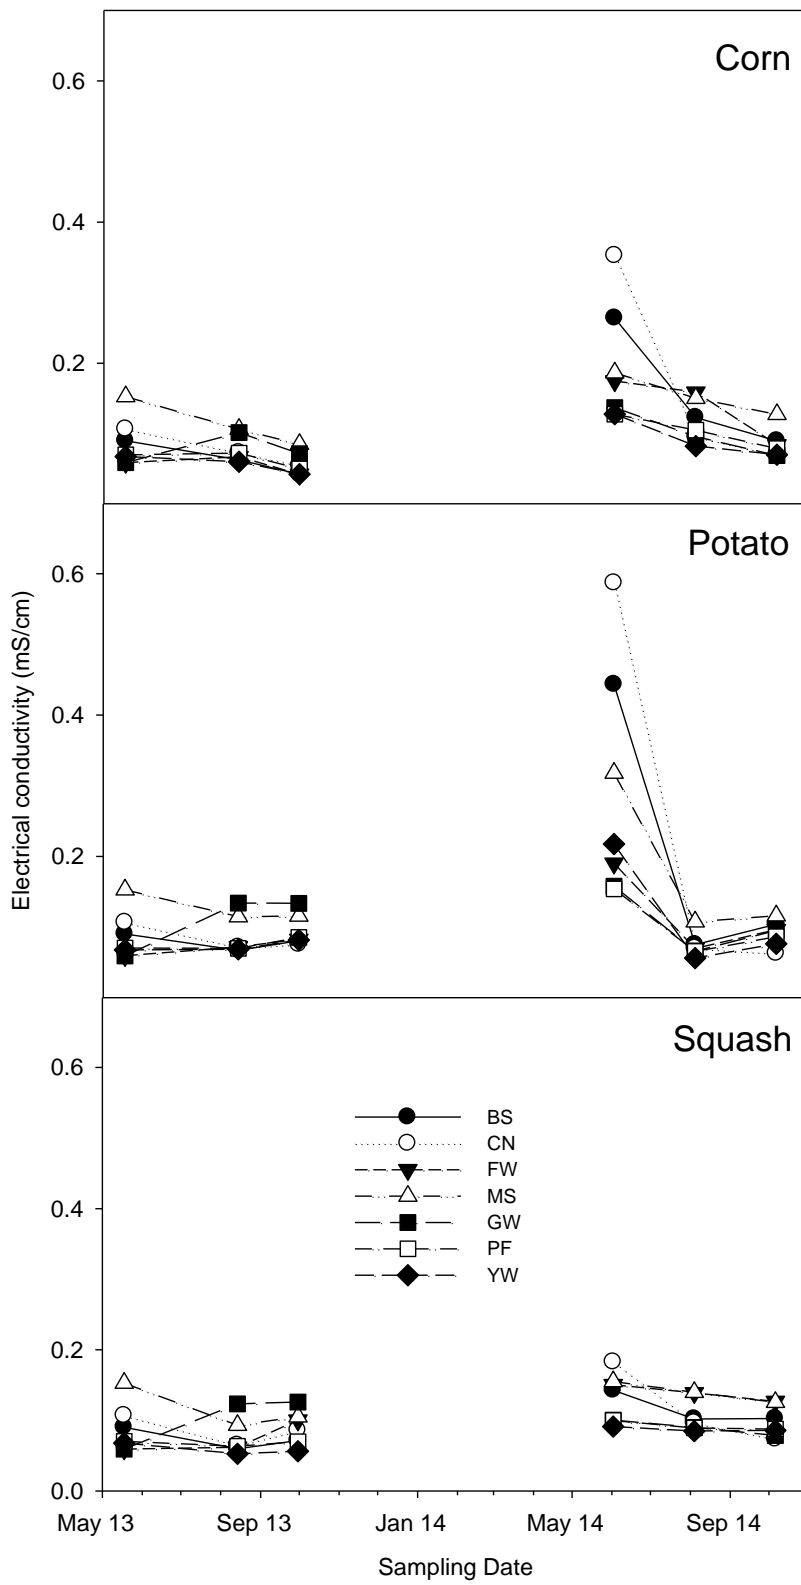 Corn
0.6
0.4
0.2
Potato
0.6
0.4
0.2
Electrical conductivity (mS/cm)
Squash
0.6
0.4
0.2
0.0
BS
CN
FW
MS
GW
PF
YW
May 13 Sep 13 Jan 14 May 14 Sep 14
Sampling Date